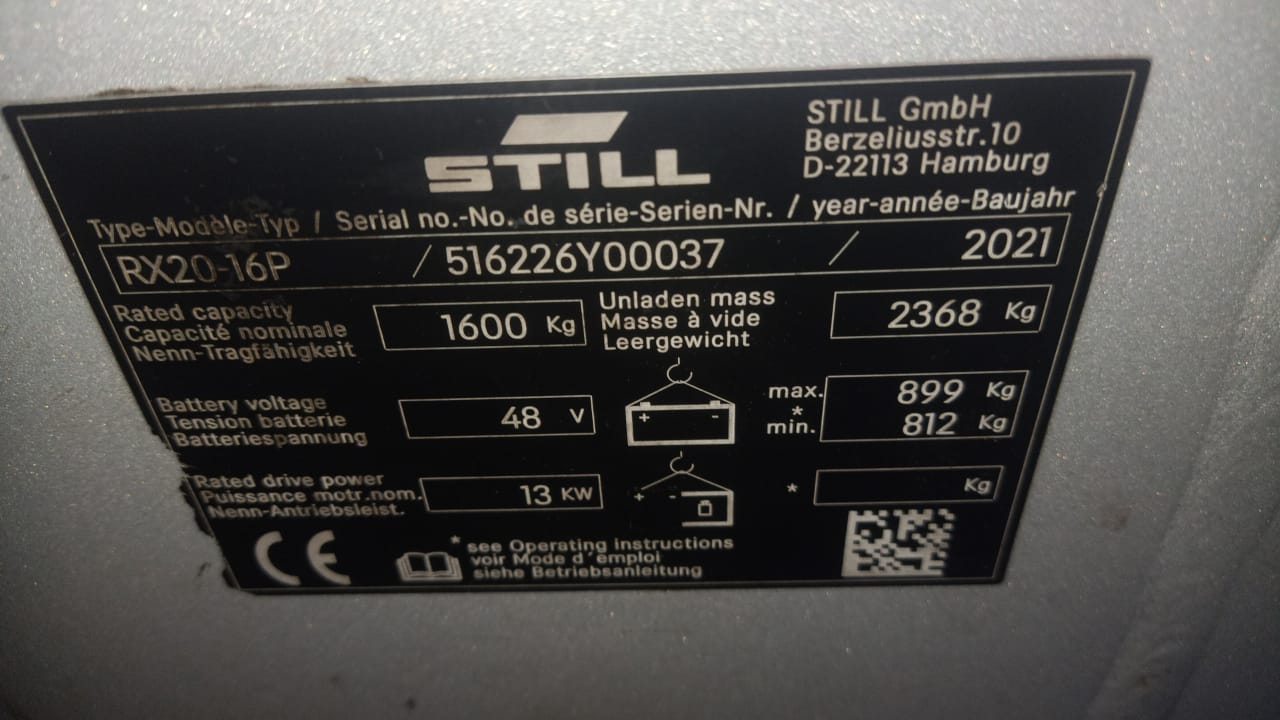 STILL
STILL GmbH
Berzeliusstr.10
D-22113 Hamburg
Type-Modèle-Typ / Serial no.-No. de série-Serien-Nr. / year-année-Baujahr
RX20-16P / 516226Y00037 / 2021
Rated capacity
Capacité nominale
Nenn-Tragfähigkeit
1600 Kg
Unladen mass
Masse à vide
Leergewicht
2368 Kg
Battery voltage
Tension batterie
Batteriespannung
48 V
+ -
max. 899 Kg
*
min. 812 Kg
Rated drive power
Puissance motr.nom.
Nenn-Antriebsleist.
13 KW
+ -
* Kg
CE
* see Operating instructions
voir Mode d'emploi
siehe Betriebsanleitung